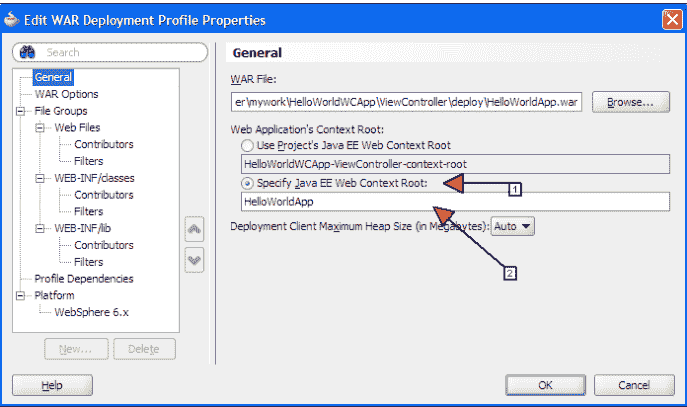 Edit WAR Deployment Profile Properties
Search
General
WAR Options
File Groups
Web Files
Contributors
Filters
WEB-INF/classes
Contributors
Filters
WEB-INF/lib
Contributors
Filters
Profile Dependencies
Platform
WebSphere 6.x
New...
Delete
General
WAR File:
er\mywork\HelloWorldWCApp\ViewController\deploy\HelloWorldApp.war
Browse...
Web Application's Context Root:
Use Project's Java EE Web Context Root
HelloWorldWCApp-ViewController-context-root
Specify Java EE Web Context Root:
1
HelloWorldApp
Deployment Client Maximum Heap Size (in Megabytes): Auto
2
Help
OK
Cancel